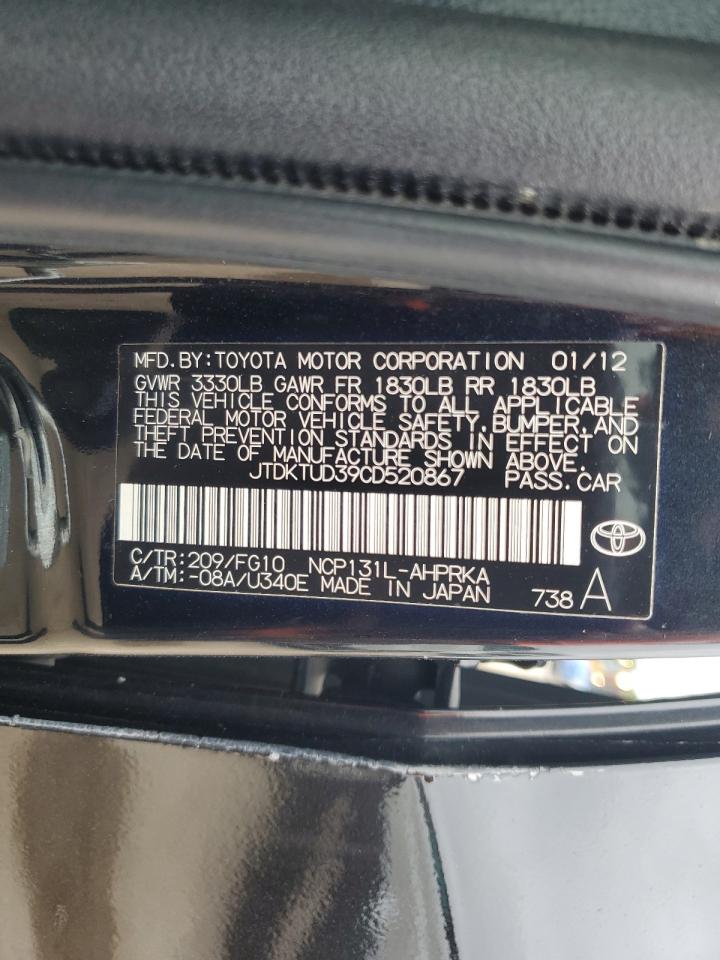 MFD.BY:TOYOTA MOTOR CORPORATION 01/12
GVWR 3330LB GAWR FR 1830LB RR 1830LB
THIS VEHICLE CONFORMS TO ALL APPLICABLE
FEDERAL MOTOR VEHICLE SAFETY,BUMPER,AND
THEFT PREVENTION STANDARDS IN EFFECT ON
THE DATE OF MANUFACTURE SHOWN ABOVE.
JTDKTUD39CD520867 PASS.CAR
C/TR:209/FG10 NCP131L-AHPRKA
A/TM:-08A/U340E MADE IN JAPAN 738 A